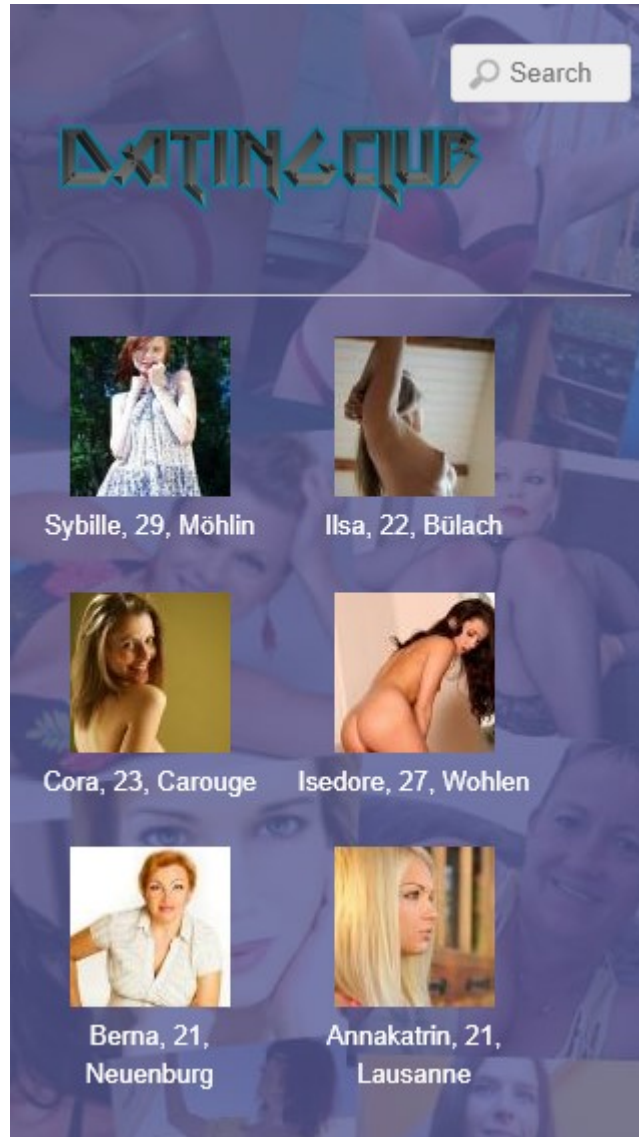 Search
DATINGCLUB
Sybille, 29, Möhlin
Ilsa, 22, Bülach
Cora, 23, Carouge
Isedore, 27, Wohlen
Berna, 21,
Neuenburg
Annakatrin, 21,
Lausanne